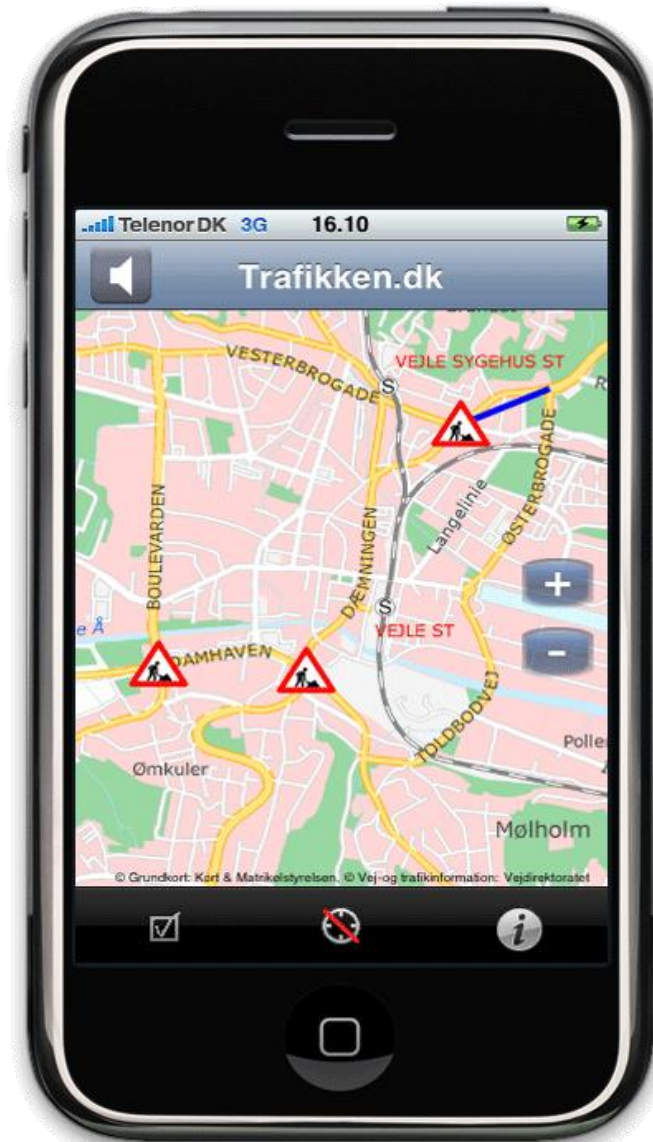 Telenor DK 3G 16.10
Trafikken.dk
VESTERBROGADE
VEJLE SYGEHUS ST
S
BOULEVARDEN
DÆMNINGEN
Langelinie
ØSTERBROGADE
+
S
VEJLE ST
e Å
DAMHAVEN
-
TOLDBODVEJ
Ømkuler
Polle
Mølholm
© Grundkort: Kort & Matrikelstyrelsen. © Vej-og trafikinformation: Vejdirektoratet
i